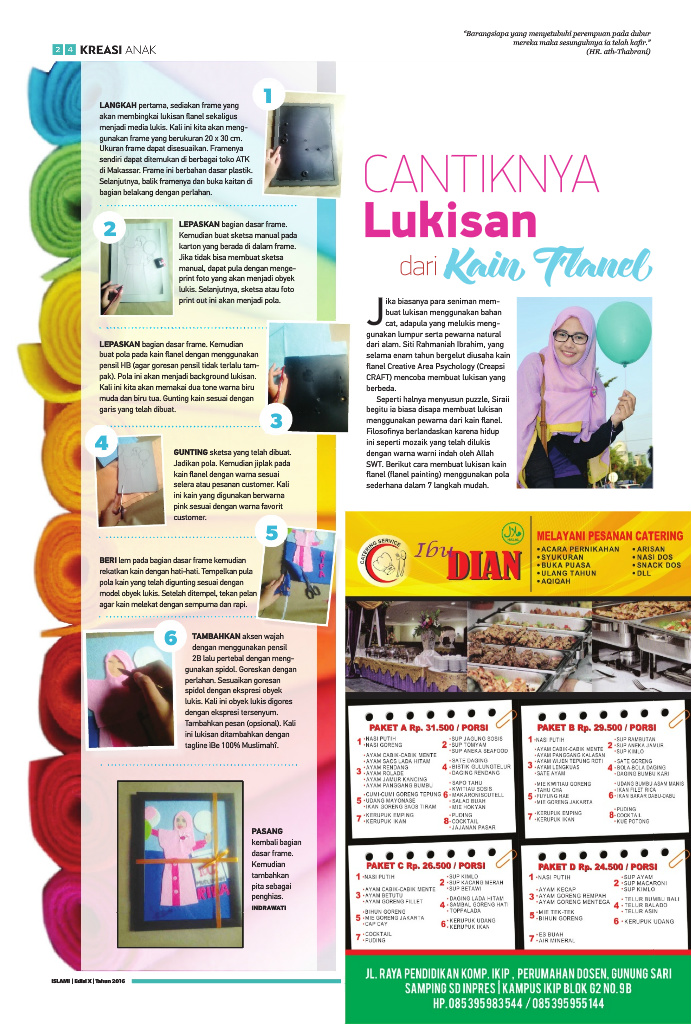 "Barangsiapa yang menyetubuhi perempuan pada dubur
mereka maka sesungguhnya ia telah kafir."
(HR. ath-Thabrani)
24 KREASI ANAK
1
LANGKAH pertama, sediakan frame yang
akan membingkai lukisan flanel sekaligus
menjadi media lukis. Kali ini kita akan meng-
gunakan frame yang berukuran 20 x 30 cm.
Ukuran frame dapat disesuaikan. Framenya
sendiri dapat ditemukan di berbagai toko ATK
di Makassar. Frame ini berbahan dasar plastik.
Selanjutnya, balik framenya dan buka kaitan di
bagian belakang dengan perlahan.
2
LEPASKAN bagian dasar frame.
Kemudian buat sketsa manual pada
karton yang berada di dalam frame.
Jika tidak bisa membuat sketsa
manual, dapat pula dengan menge-
print foto yang akan menjadi obyek
lukis. Selanjutnya, sketsa atau foto
print out ini akan menjadi pola.
LEPASKAN bagian dasar frame. Kemudian
buat pola pada kain flanel dengan menggunakan
pensil HB (agar goresan pensil tidak terlalu tam-
pak). Pola ini akan menjadi background lukisan.
Kali ini kita akan memakai dua tone warna biru
muda dan biru tua. Gunting kain sesuai dengan
garis yang telah dibuat.
3
4
GUNTING sketsa yang telah dibuat.
Jadikan pola. Kemudian jiplak pada
kain flanel dengan warna sesuai
selera atau pesanan customer. Kali
ini kain yang digunakan berwarna
pink sesuai dengan warna favorit
customer.
5
BERI lem pada bagian dasar frame kemudian
rekatkan kain dengan hati-hati. Tempelkan pula
pola kain yang telah digunting sesuai dengan
model obyek lukis. Setelah ditempel, tekan pelan
agar kain melekat dengan sempurna dan rapi.
6
TAMBAHKAN aksen wajah
dengan menggunakan pensil
2B lalu pertebal dengan meng-
gunakan spidol. Goreskan dengan
perlahan. Sesuaikan goresan
spidol dengan ekspresi obyek
lukis. Kali ini obyek lukis digores
dengan ekspresi tersenyum.
Tambahkan pesan (opsional). Kali
ini lukisan ditambahkan dengan
tagline IBe 100% Muslimah!.
PASANG
kembali bagian
dasar frame.
Kemudian
tambahkan
pita sebagai
penghias.
INDRAWATI
CANTIKNYA
Lukisan
dari Kain Flanel
Jika biasanya para seniman mem-
buat lukisan menggunakan bahan
cat, adapula yang melukis meng-
gunakan lumpur serta pewarna natural
dari alam. Siti Rahmaniah Ibrahim, yang
selama enam tahun bergelut diusaha kain
flanel Creative Area Psychology (Creapsi
CRAFT) mencoba membuat lukisan yang
berbeda.
Seperti halnya menyusun puzzle, Siraii
begitu ia biasa disapa membuat lukisan
menggunakan pewarna dari kain flanel.
Filosofinya berlandaskan karena hidup
ini seperti mozaik yang telah dilukis
dengan warna warni indah oleh Allah
SWT. Berikut cara membuat lukisan kain
flanel (flanel painting) menggunakan pola
sederhana dalam 7 langkah mudah.
CATERING SERVICE
Ibu DIAN
MELAYANI PESANAN CATERING
•ACARA PERNIKAHAN
•SYUKURAN
•BUKA PUASA
•ULANG TAHUN
•AQIQAH
•ARISAN
•NASI DOS
•SNACK DOS
•DLL
PAKET A Rp. 31.500 / PORSI
1 •NASI PUTIH
•NASI GORENG
2 •SUP JAGUNG SOSIS
•SUP TOMYAM
•SUP ANEKA SEAFOOD
3 •AYAM CABIK-CABIK MENTE
•AYAM SAOS LADA HITAM
•AYAM RENDANG
•AYAM ROLADE
•AYAM JAMUR KANCING
•AYAM PANGGANG BUMBU
4 •SATE DAGING
•BISTIK GULUNGTELUR
•DAGING RENDANG
5 •CUMI-CUMI GORENG TEPUNG
•UDANG MAYONASE
•IKAN GORENG SAOS TIRAM
6 •SAPO TAHU
•KWITIAU SOSIS
•MAKARONISCUTELL
•SALAD BUAH
•MIE HOKYAN
7 •KERUPUK EMPING
•KERUPUK IKAN
8 •PUDING
•COCKTAIL
•JAJANAN PASAR
PAKET B Rp. 29.500 / PORSI
1 •NASI PUTIH
2 •SUP RAMBUTAN
•SUP ANEKA JAMUR
•SUP KIMLO
3 •AYAM CABIK-CABIK MENTE
•AYAM PANGGANG KALASAN
•AYAM WIJEN TEPUNG ROTI
•AYAM LENGKUAS
•SATE AYAM
4 •SATE GORENG
•BOLA BOLA DAGING
•DAGING BUMBU KARI
5 •MIE KWITIAU GORENG
•TAHU CHA
•FUYUNG HAI
•MIE GORENG JAKARTA
6 •UDANG BUMBU ASAM MANIS
•IKAN FILET RICA
•IKAN BAKAR DABU-DABU
7 •KERUPUK EMPING
•KERUPUK IKAN
8 •PUDING
•COCKTAIL
•KUE POTONG
PAKET C Rp. 26.500 / PORSI
1 •NASI PUTIH
2 •SUP KIMLO
•SUP KACANG MERAH
•SUP BETAWI
3 •AYAM CABIK-CABIK MENTE
•AYAM BETUTU
•AYAM GORENG FILLET
4 •DAGING LADA HITAM
•SAMBAL GORENG HATI
•TOPPALADA
5 •BIHUN GORENG
•MIE GORENG JAKARTA
•CAP CAY
6 •KERUPUK UDANG
•KERUPUK IKAN
7 •COCKTAIL
•PUDING
PAKET D Rp. 24.500 / PORSI
1 •NASI PUTIH
2 •SUP AYAM
•SUP MACARONI
•SUP KIMLO
3 •AYAM KECAP
•AYAM GORENG REMPAH
•AYAM GORENG MENTEGA
4 •TELUR BUMBU BALI
•TELUR BALADO
•TELUR ASIN
5 •MIE TEK-TEK
•BIHUN GORENG
6 •KERUPUK UDANG
7 •ES BUAH
•AIR MINERAL
JL. RAYA PENDIDIKAN KOMP. IKIP , PERUMAHAN DOSEN, GUNUNG SARI
SAMPING SD INPRES | KAMPUS IKIP BLOK G2 NO. 9B
HP. 085395983544 / 085395955144
ISLAMI | Edisi X | Tahun 2016